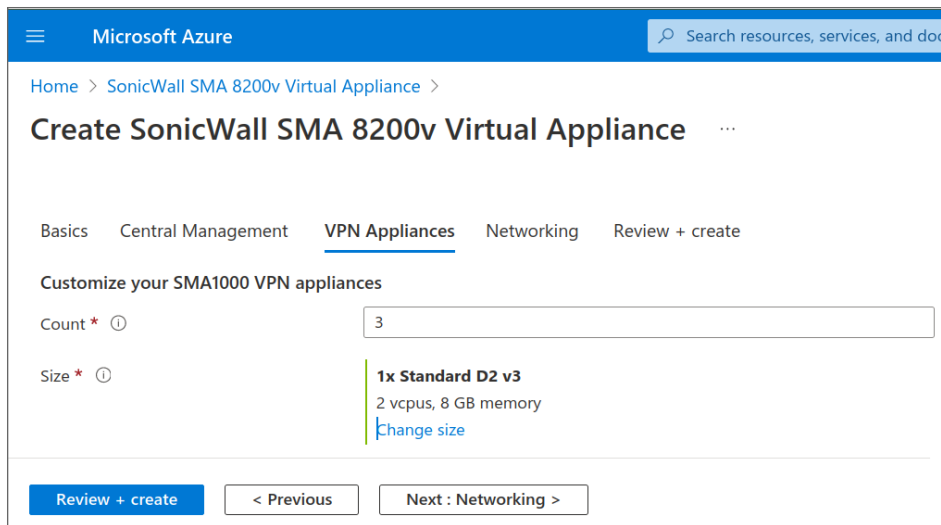 Microsoft Azure
Search resources, services, and doc
Home > SonicWall SMA 8200v Virtual Appliance >
Create SonicWall SMA 8200v Virtual Appliance ...
Basics Central Management VPN Appliances Networking Review + create
Customize your SMA1000 VPN appliances
Count * 3
Size * 1x Standard D2 v3
2 vcpus, 8 GB memory
Change size
Review + create < Previous Next : Networking >